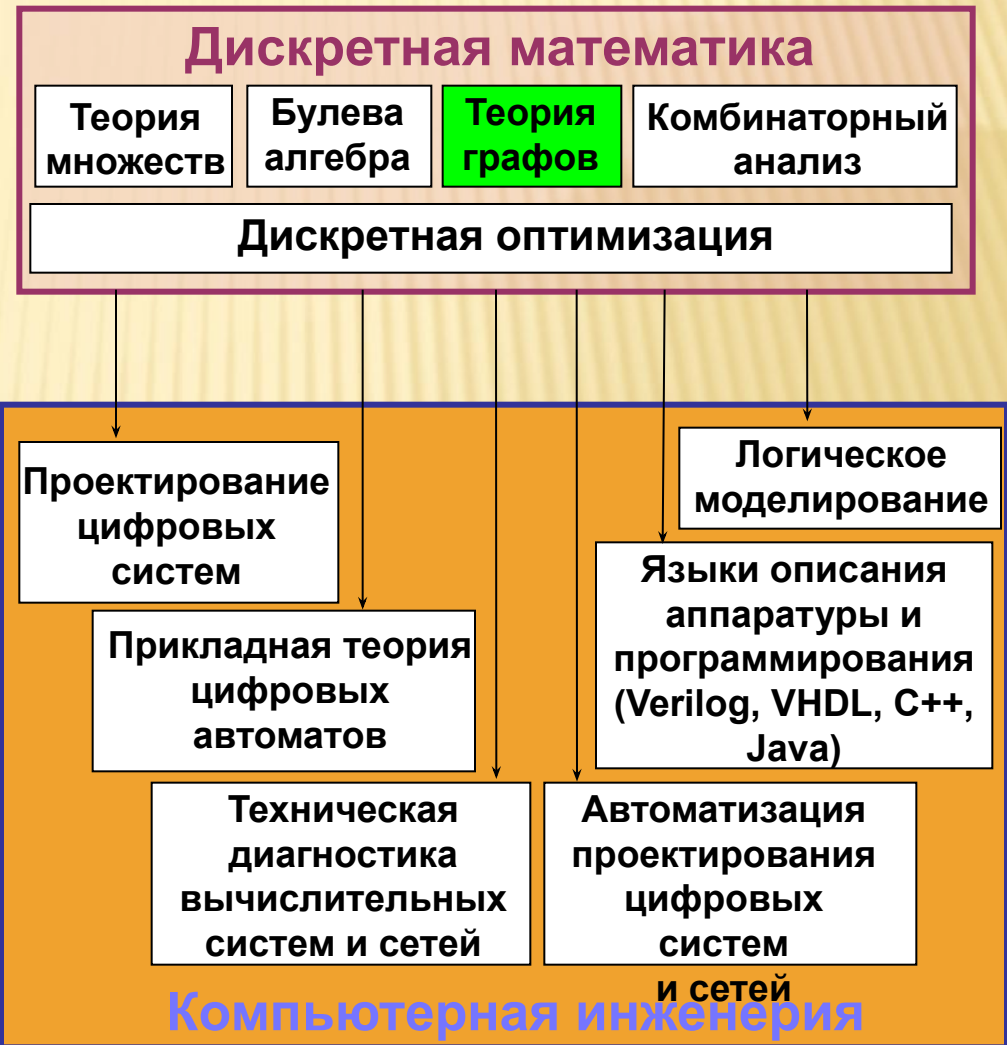 Дискретная математика
Теория
множеств
Булева
алгебра
Теория
графов
Комбинаторный
анализ
Дискретная оптимизация
Проектирование
цифровых
систем
Логическое
моделирование
Прикладная теория
цифровых
автоматов
Языки описания
аппаратуры и
программирования
(Verilog, VHDL, C++,
Java)
Техническая
диагностика
вычислительных
систем и сетей
Автоматизация
проектирования
цифровых
систем
и сетей
Компьютерная инженерия